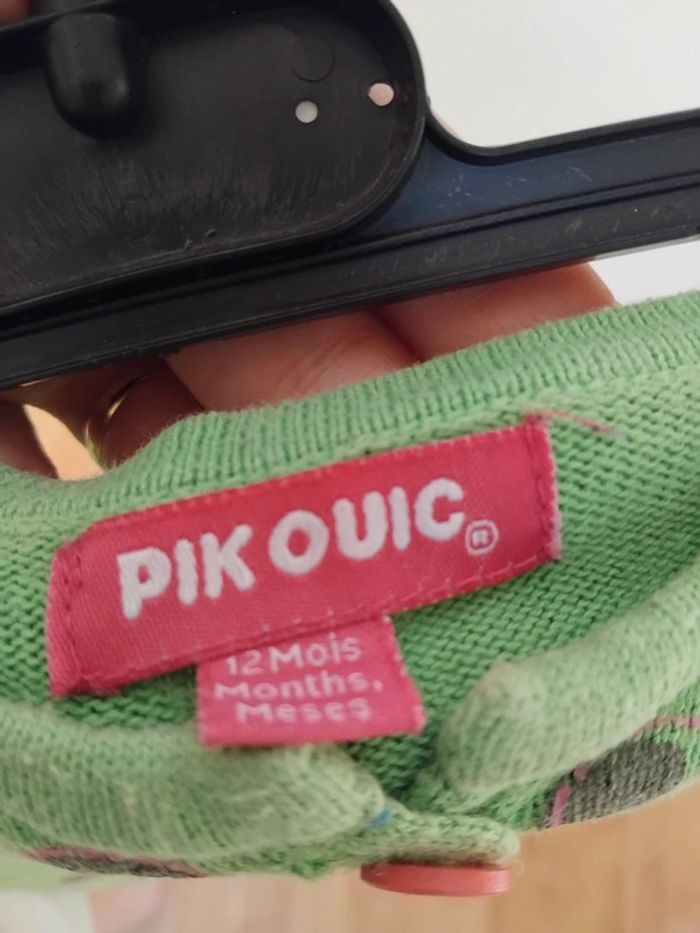 PIK OUIC®
12 Mois
Months,
Meses